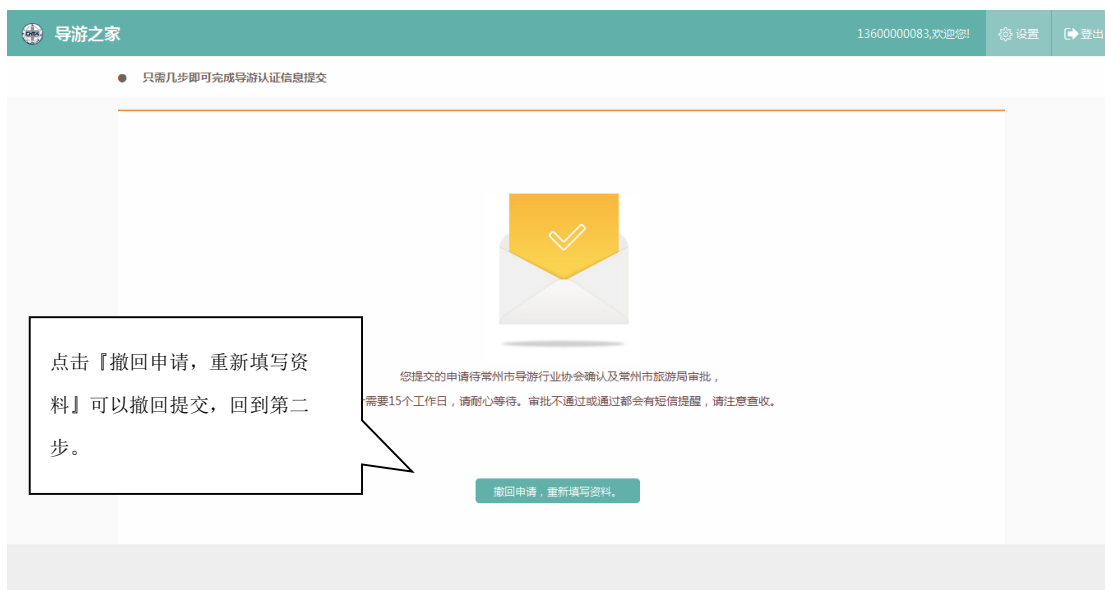 导游之家
13600000083,欢迎您!!
设置
登出
● 只需几步即可完成导游认证信息提交
点击『撤回申请，重新填写资
料』可以撤回提交，回到第二
步。
您提交的申请待常州市导游行业协会确认及常州市旅游局审批，
需要15个工作日，请耐心等待。审批不通过或通过都会有短信提醒，请注意查收。
撤回申请，重新填写资料。